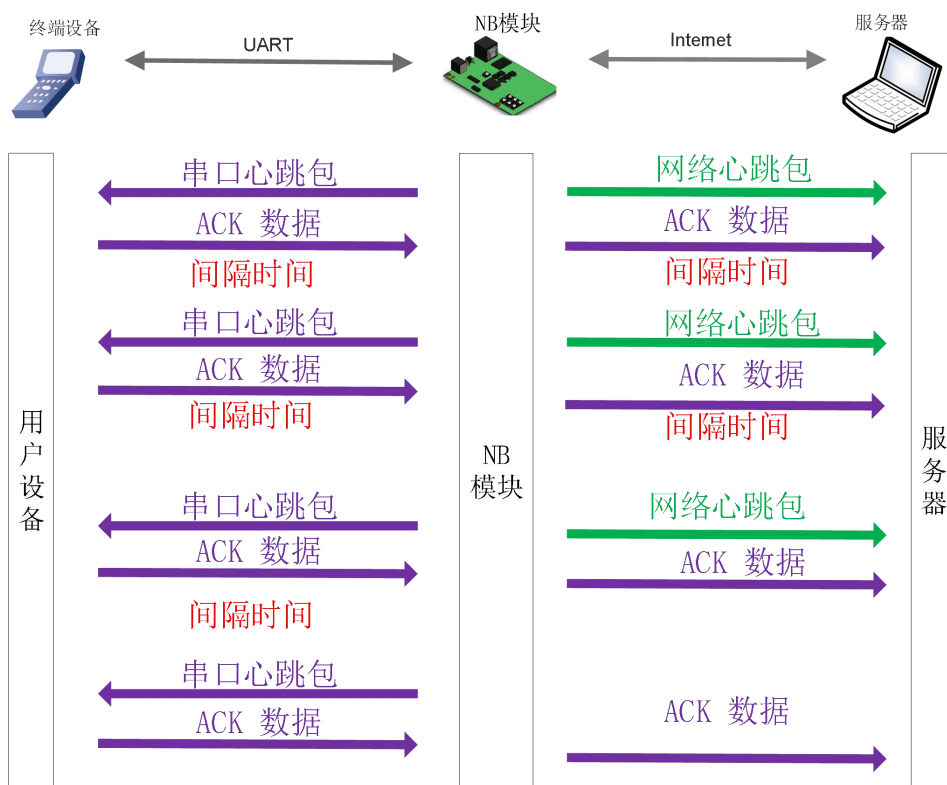 终端设备
UART
NB模块
Internet
服务器
串口心跳包
网络心跳包
ACK 数据
ACK 数据
间隔时间
间隔时间
串口心跳包
网络心跳包
ACK 数据
ACK 数据
间隔时间
间隔时间
用户设备
NB
模块
服务器
串口心跳包
网络心跳包
ACK 数据
ACK 数据
间隔时间
串口心跳包
ACK 数据
ACK 数据